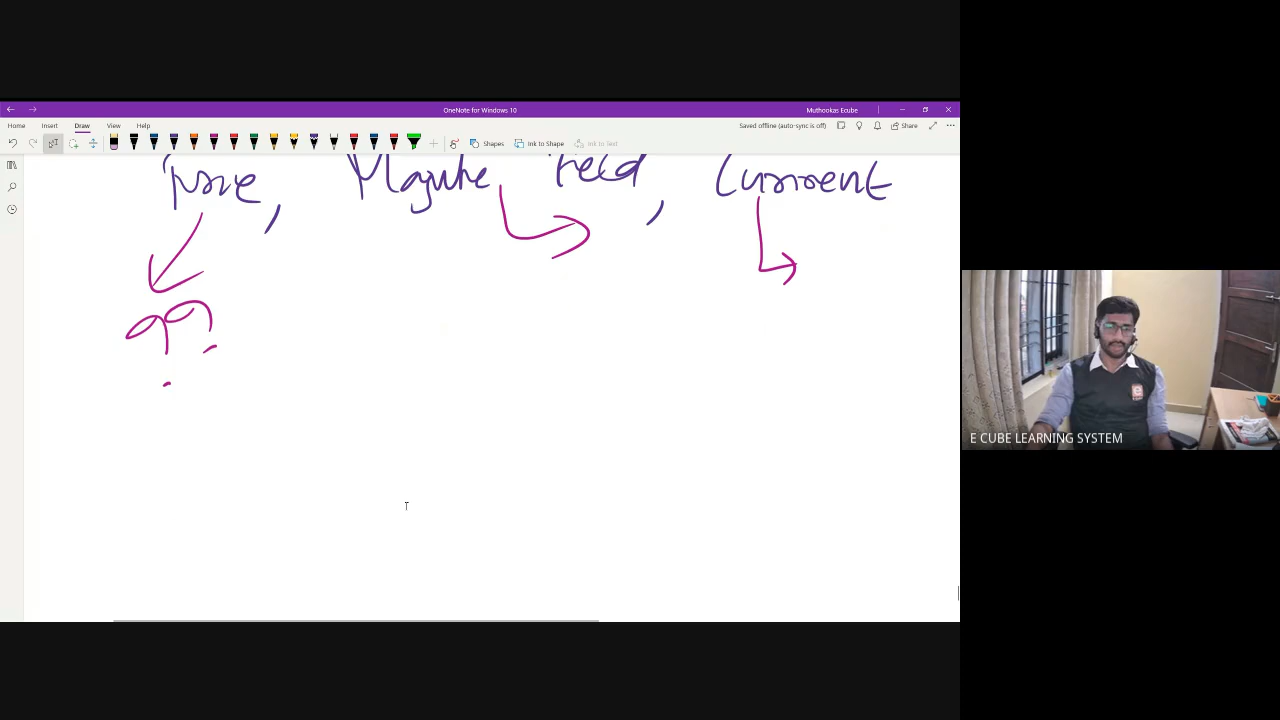 OneNote for Windows 10
Muthookas Ecube
Home Insert Draw View Help
Saved offline (auto-sync is off)
Share
Shapes
Ink to Shape
Ink to Text
Force, Magnetic Field, Current
??
E CUBE LEARNING SYSTEM